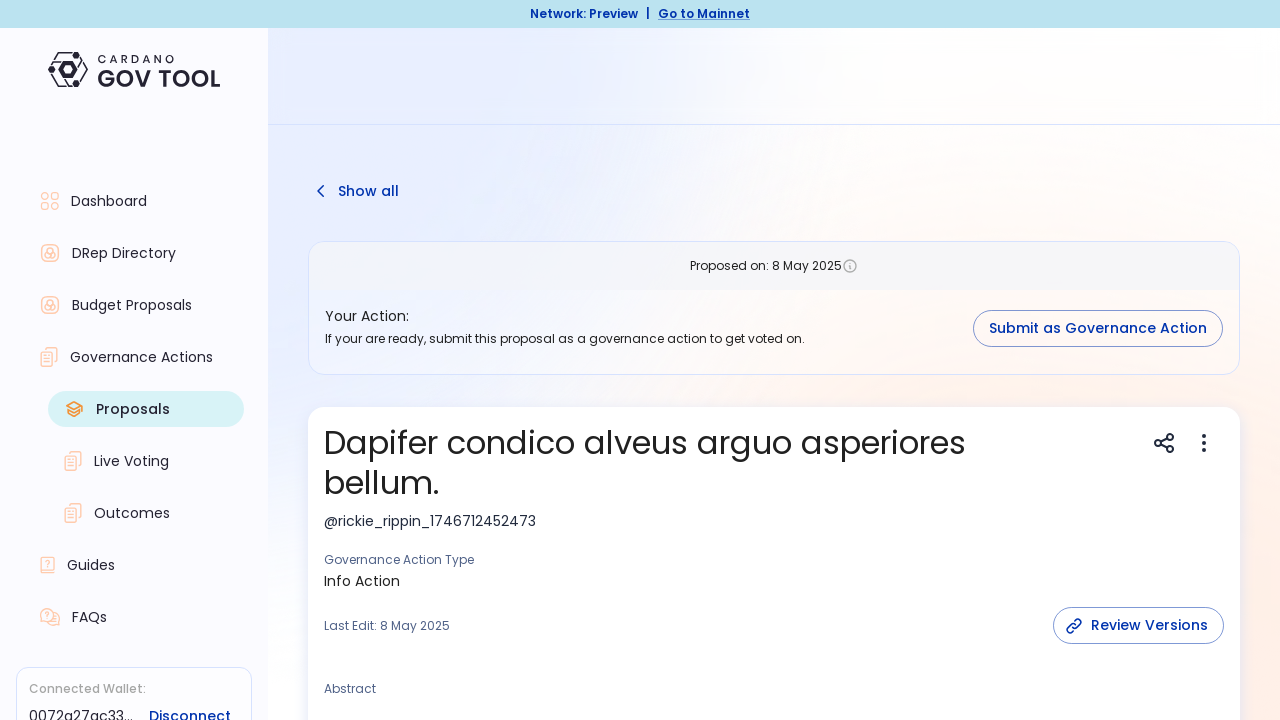 Network: Preview | Go to Mainnet
CARDANO
GOV TOOL
Dashboard
DRep Directory
Budget Proposals
Governance Actions
Proposals
Live Voting
Outcomes
Guides
FAQs
Connected Wallet:
0072a27ac33... Disconnect
Show all
Proposed on: 8 May 2025
Your Action:
If your are ready, submit this proposal as a governance action to get voted on.
Submit as Governance Action
Dapifer condico alveus arguo asperiores
bellum.
@rickie_rippin_1746712452473
Governance Action Type
Info Action
Last Edit: 8 May 2025
Review Versions
Abstract